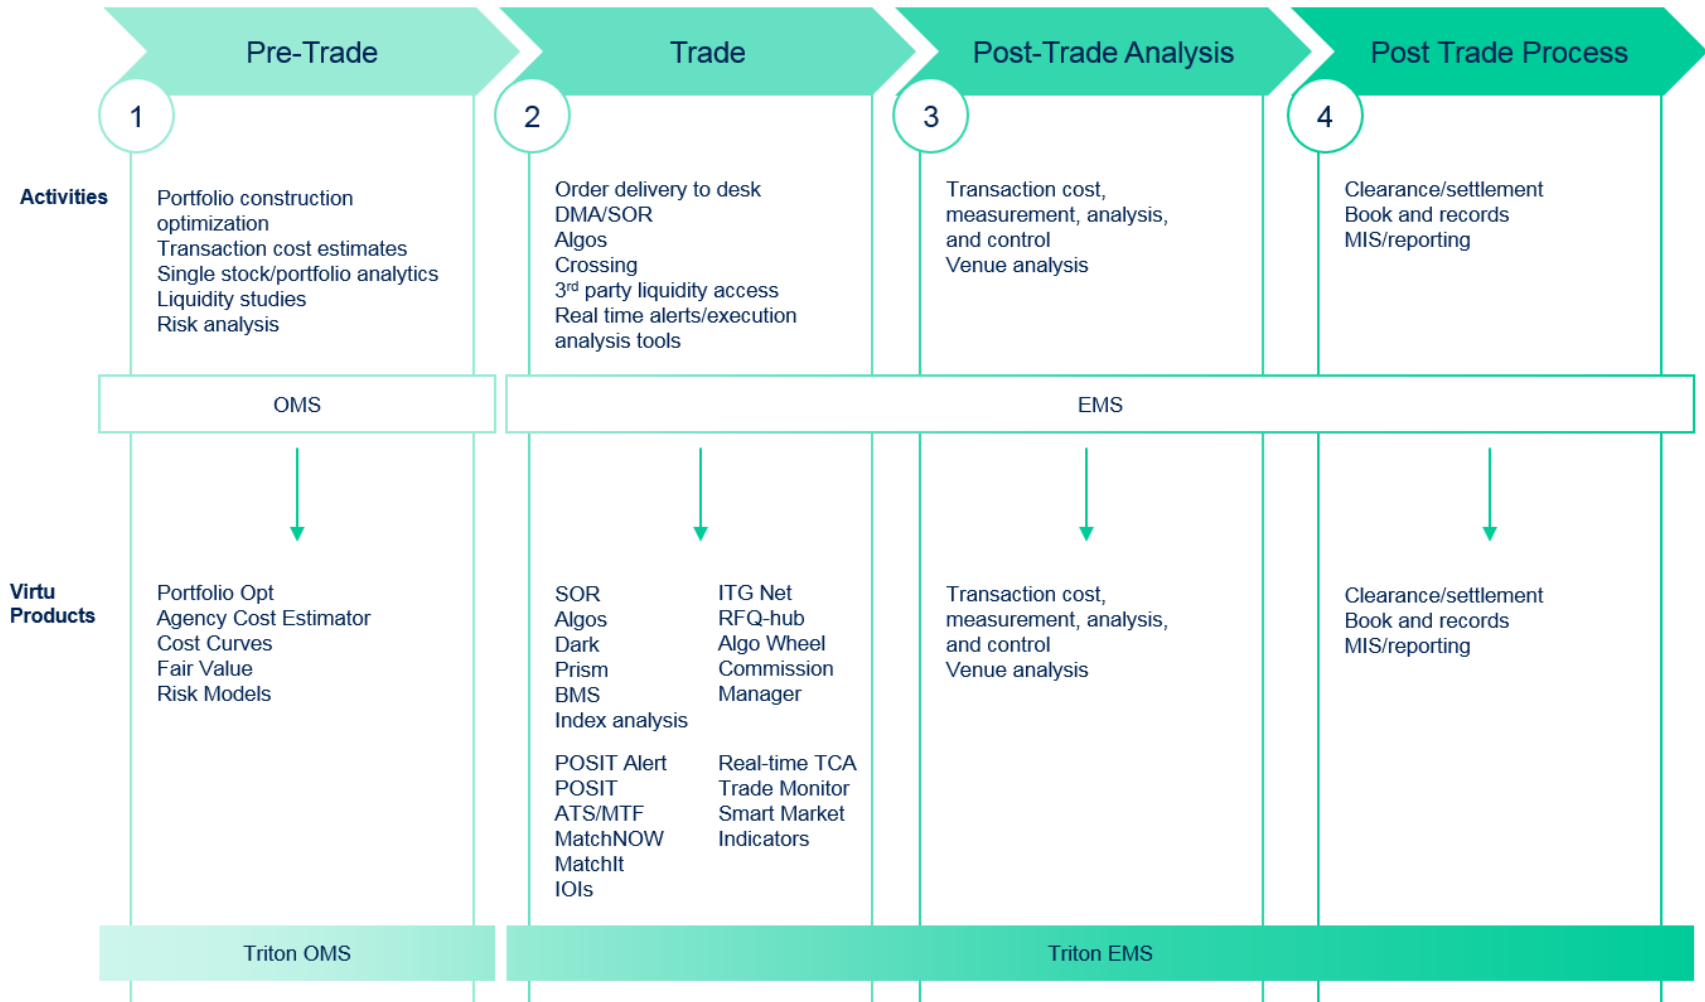 Pre-Trade
Trade
Post-Trade Analysis
Post Trade Process
1
2
3
4
Activities
Portfolio construction
optimization
Transaction cost estimates
Single stock/portfolio analytics
Liquidity studies
Risk analysis
Order delivery to desk
DMA/SOR
Algos
Crossing
3rd party liquidity access
Real time alerts/execution
analysis tools
Transaction cost,
measurement, analysis,
and control
Venue analysis
Clearance/settlement
Book and records
MIS/reporting
OMS
EMS
Virtu
Products
Portfolio Opt
Agency Cost Estimator
Cost Curves
Fair Value
Risk Models
SOR
Algos
Dark
Prism
BMS
Index analysis
ITG Net
RFQ-hub
Algo Wheel
Commission
Manager
POSIT Alert
POSIT
ATS/MTF
MatchNOW
MatchIt
IOIs
Real-time TCA
Trade Monitor
Smart Market
Indicators
Transaction cost,
measurement, analysis,
and control
Venue analysis
Clearance/settlement
Book and records
MIS/reporting
Triton OMS
Triton EMS